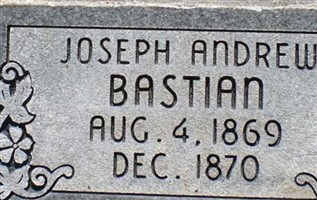 JOSEPH ANDREW
BASTIAN
AUG. 4, 1869
DEC. 1870